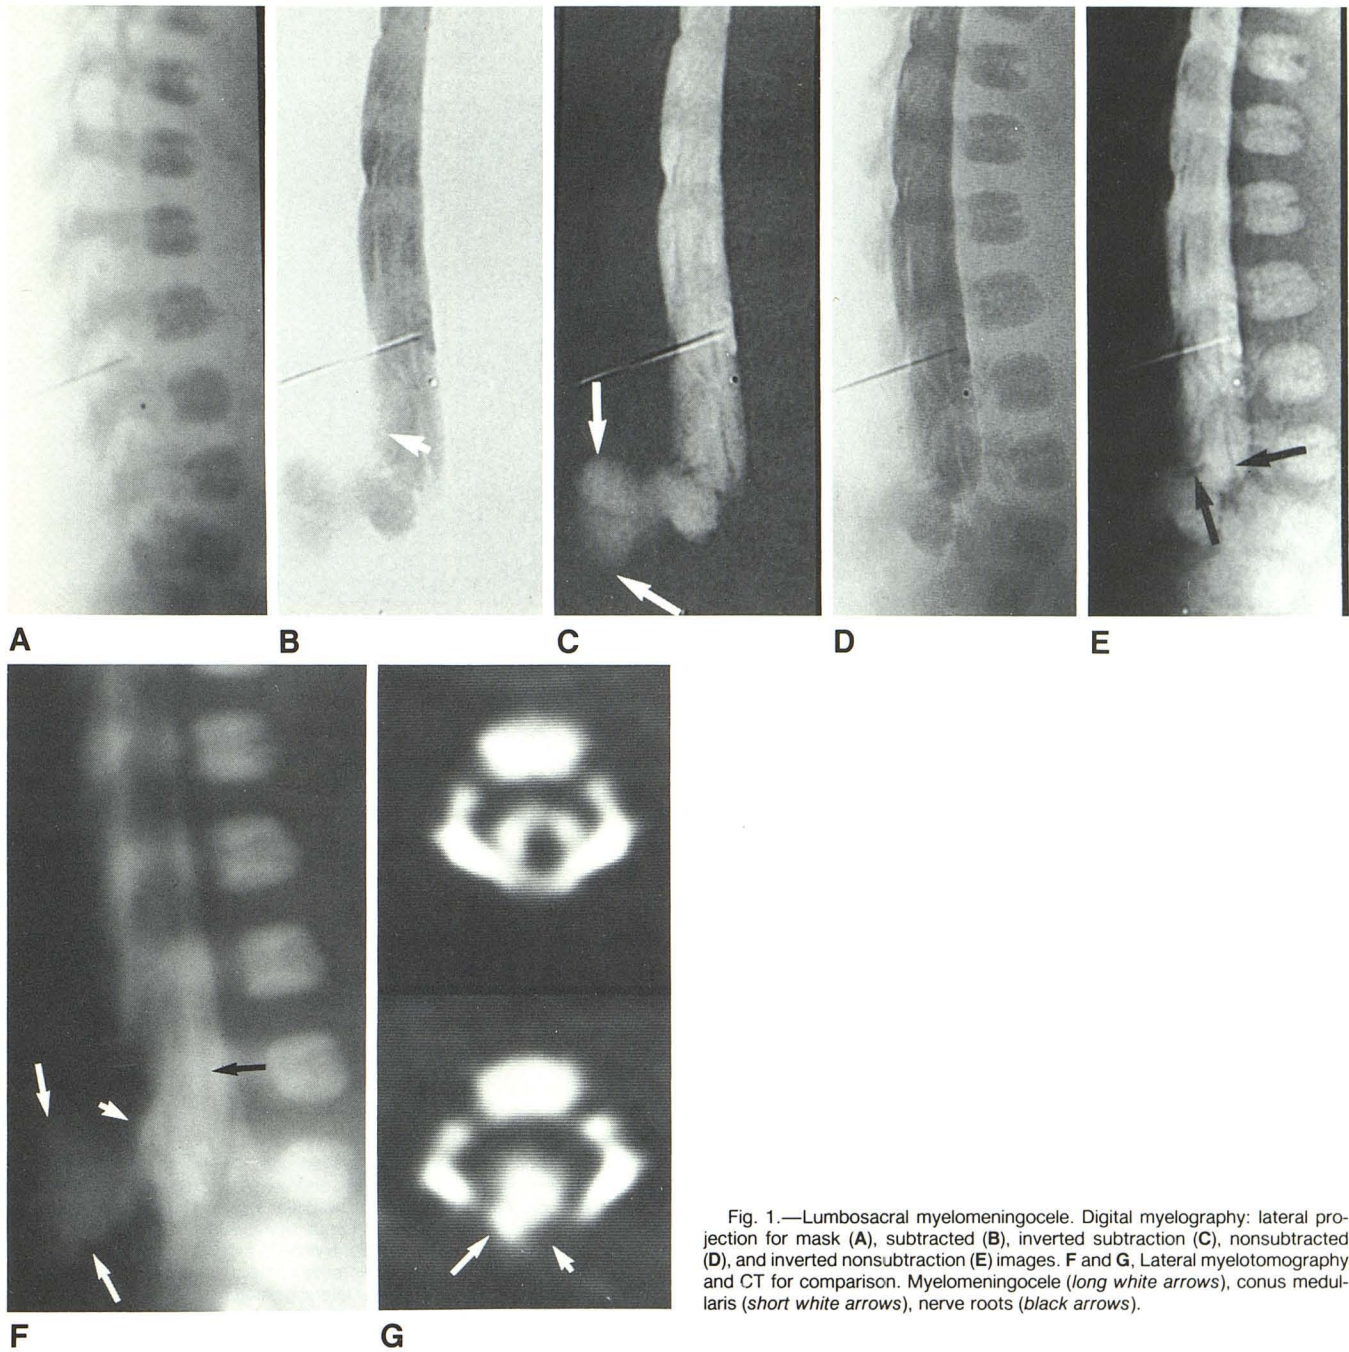 A
B
C
D
E
F
G
Fig. 1.—Lumbosacral myelomeningocele. Digital myelography: lateral pro-
jection for mask (A), subtracted (B), inverted subtraction (C), nonsubtracted
(D), and inverted nonsubtraction (E) images. F and G, Lateral myelotomography
and CT for comparison. Myelomeningocele (long white arrows), conus medul-
laris (short white arrows), nerve roots (black arrows).